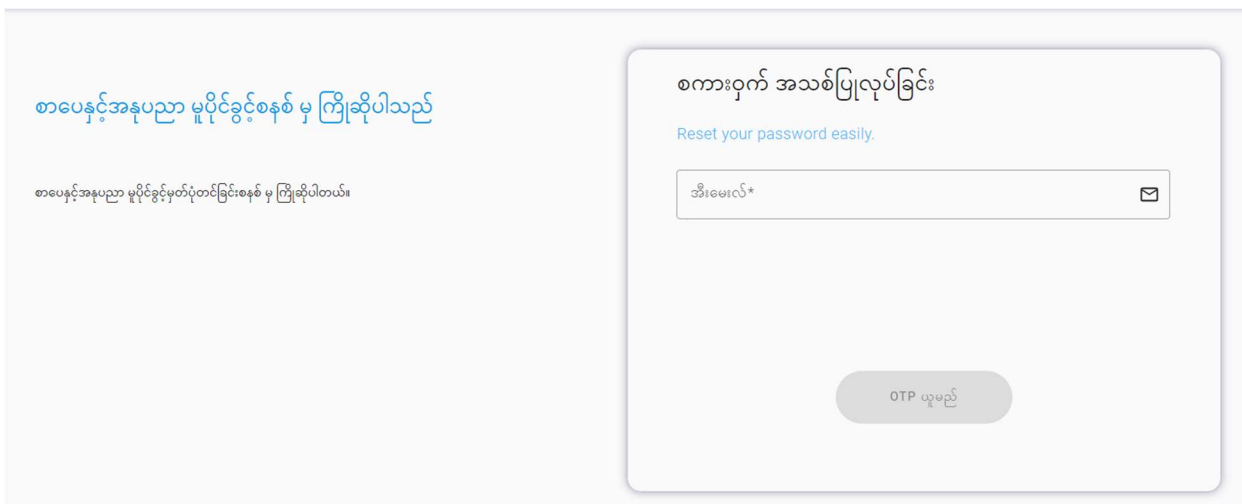 စာပေနှင့်အနုပညာ မူပိုင်ခွင့်စနစ် မှ ကြိုဆိုပါသည်
စာပေနှင့်အနုပညာ မူပိုင်ခွင့်မှတ်ပုံတင်ခြင်းစနစ် မှ ကြိုဆိုပါတယ်။
စကားဝှက် အသစ်ပြုလုပ်ခြင်း
Reset your password easily.
အီးမေးလ်*
OTP ယူမည်